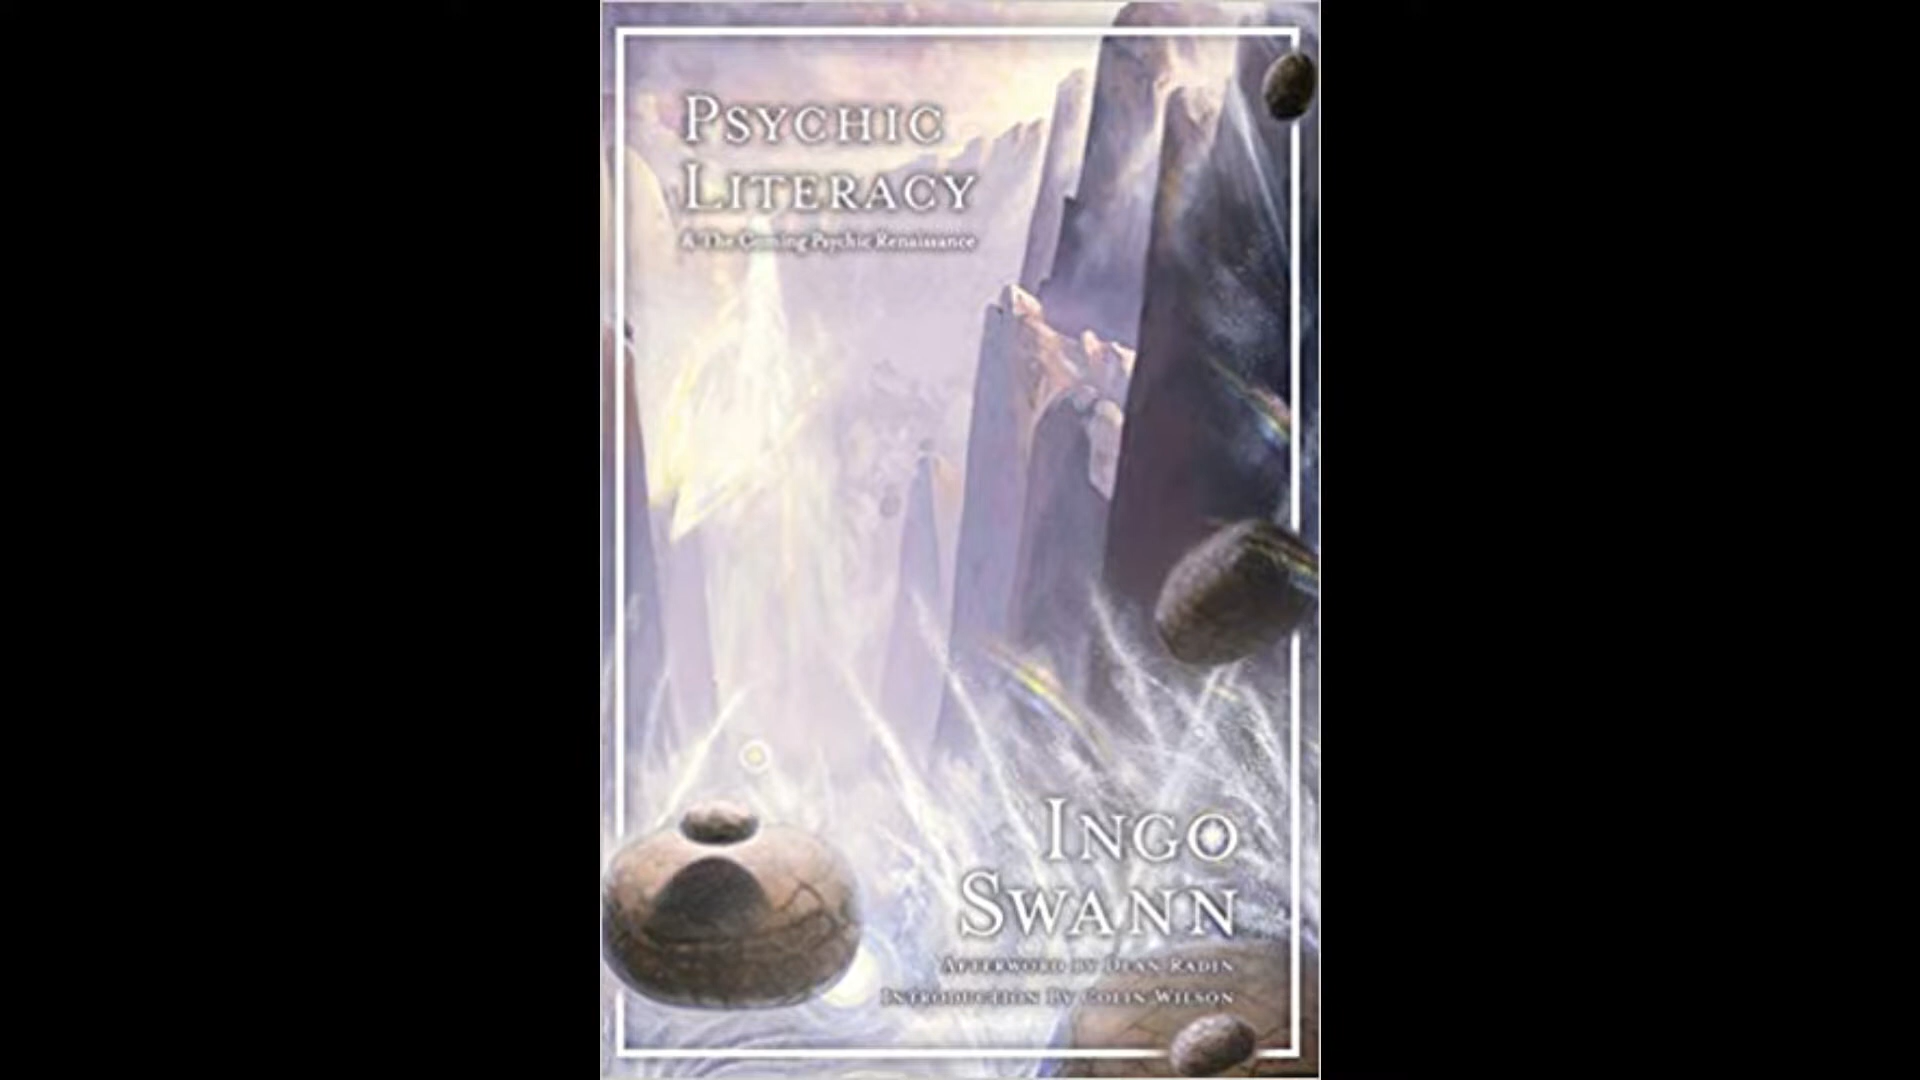 PSYCHIC
LITERACY
& The Coming Psychic Renaissance
INGO
SWANN
AFTERWORD BY DEAN RADIN
INTRODUCTION BY COLIN WILSON